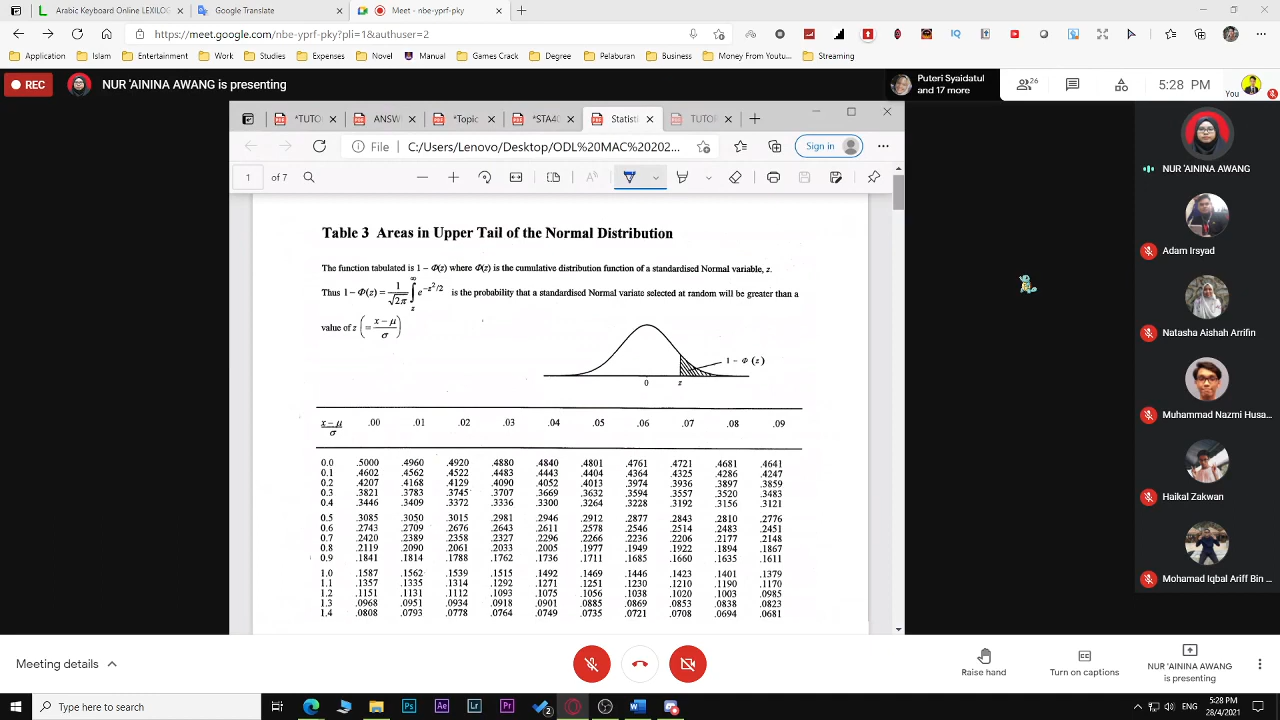 Arabic Keyboard Online LEXILOG
Google Translate
Meet - nbe-yprf-pky
https://meet.google.com/nbe-yprf-pky?pli=1&authuser=2
Application
Islam
Entertainment
Work
Studies
Expenses
Novel
Manual
Games Crack
Degree
Pelaburan
Business
Money From Youtu...
Streaming
REC
NUR 'AININA AWANG is presenting
Puteri Syaidatul
and 17 more
26
5:28 PM
You
*TUTO
ANSW
*Topic
*STA4
Statisti
TUTOR
File
C:/Users/Lenovo/Desktop/ODL%20MAC%20202...
Sign in
1 of 7
Table 3 Areas in Upper Tail of the Normal Distribution
The function tabulated is 1 − Φ(z) where Φ(z) is the cumulative distribution function of a standardised Normal variable, z.
Thus 1 − Φ(z) = 1/√2π ∫ z ∞ e^−z²/2 is the probability that a standardised Normal variate selected at random will be greater than a
value of z (= x − μ / σ)
1 − Φ (z)
0 z
x − μ / σ .00 .01 .02 .03 .04 .05 .06 .07 .08 .09
0.0 .5000 .4960 .4920 .4880 .4840 .4801 .4761 .4721 .4681 .4641
0.1 .4602 .4562 .4522 .4483 .4443 .4404 .4364 .4325 .4286 .4247
0.2 .4207 .4168 .4129 .4090 .4052 .4013 .3974 .3936 .3897 .3859
0.3 .3821 .3783 .3745 .3707 .3669 .3632 .3594 .3557 .3520 .3483
0.4 .3446 .3409 .3372 .3336 .3300 .3264 .3228 .3192 .3156 .3121
0.5 .3085 .3050 .3015 .2981 .2946 .2912 .2877 .2843 .2810 .2776
0.6 .2743 .2709 .2676 .2643 .2611 .2578 .2546 .2514 .2483 .2451
0.7 .2420 .2389 .2358 .2327 .2296 .2266 .2236 .2206 .2177 .2148
0.8 .2119 .2090 .2061 .2033 .2005 .1977 .1949 .1922 .1894 .1867
0.9 .1841 .1814 .1788 .1762 .1736 .1711 .1685 .1660 .1635 .1611
1.0 .1587 .1562 .1539 .1515 .1492 .1469 .1446 .1423 .1401 .1379
1.1 .1357 .1335 .1314 .1292 .1271 .1251 .1230 .1210 .1190 .1170
1.2 .1151 .1131 .1112 .1093 .1075 .1056 .1038 .1020 .1003 .0985
1.3 .0968 .0951 .0934 .0918 .0901 .0885 .0869 .0853 .0838 .0823
1.4 .0808 .0793 .0778 .0764 .0749 .0735 .0721 .0708 .0694 .0681
NUR 'AININA AWANG
Adam Irsyad
Natasha Aishah Arrifin
Muhammad Nazmi Husa...
Haikal Zakwan
Mohamad Iqbal Ariff Bin ...
Meeting details
Raise hand
Turn on captions
NUR 'AININA AWANG
is presenting
Type here to search
ENG
5:28 PM
28/4/2021